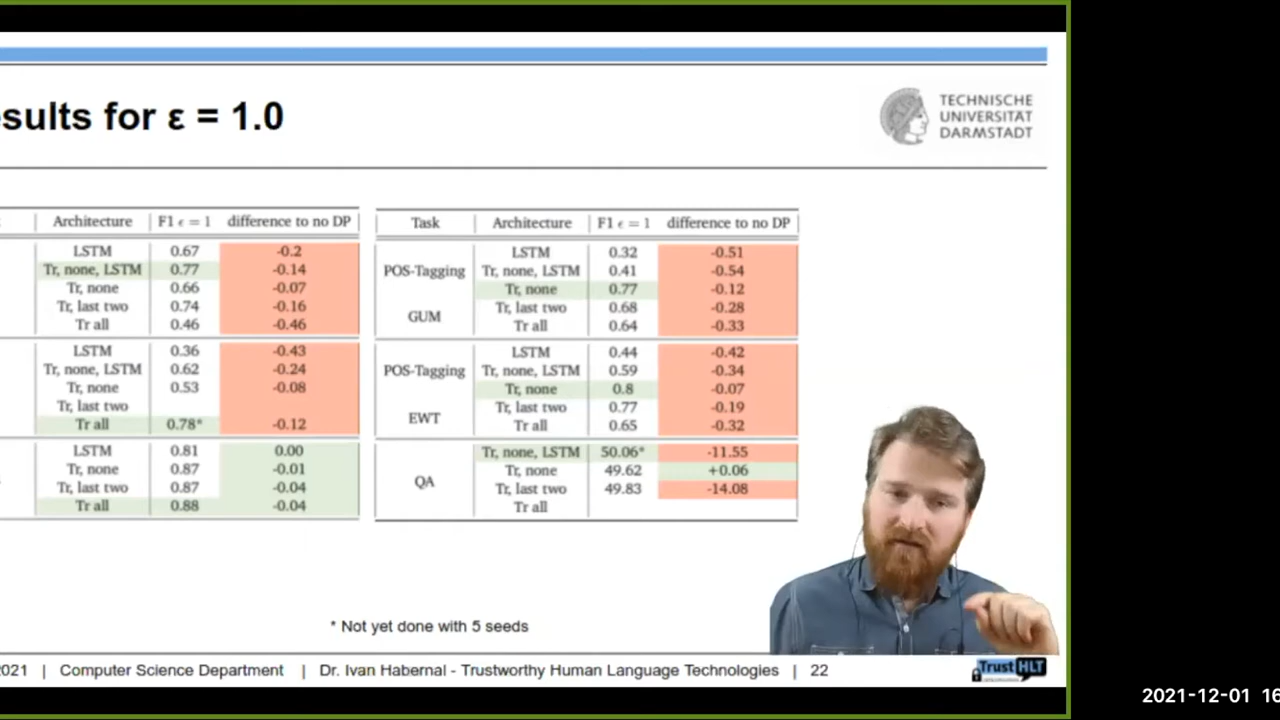 sults for ε = 1.0
TECHNISCHE
UNIVERSITÄT
DARMSTADT
Architecture F1 ϵ = 1 difference to no DP
LSTM 0.67 -0.2
Tr, none, LSTM 0.77 -0.14
Tr, none 0.66 -0.07
Tr, last two 0.74 -0.16
Tr all 0.46 -0.46
LSTM 0.36 -0.43
Tr, none, LSTM 0.62 -0.24
Tr, none 0.53 -0.08
Tr, last two
Tr all 0.78* -0.12
LSTM 0.81 0.00
Tr, none 0.87 -0.01
Tr, last two 0.87 -0.04
Tr all 0.88 -0.04
Task Architecture F1 ϵ = 1 difference to no DP
LSTM 0.32 -0.51
POS-Tagging Tr, none, LSTM 0.41 -0.54
Tr, none 0.77 -0.12
GUM Tr, last two 0.68 -0.28
Tr all 0.64 -0.33
LSTM 0.44 -0.42
POS-Tagging Tr, none, LSTM 0.59 -0.34
Tr, none 0.8 -0.07
EWT Tr, last two 0.77 -0.19
Tr all 0.65 -0.32
Tr, none, LSTM 50.06* -11.55
Tr, none 49.62 +0.06
QA Tr, last two 49.83 -14.08
Tr all
* Not yet done with 5 seeds
021 | Computer Science Department | Dr. Ivan Habernal - Trustworthy Human Language Technologies | 22
TrustHLT
2021-12-01 16